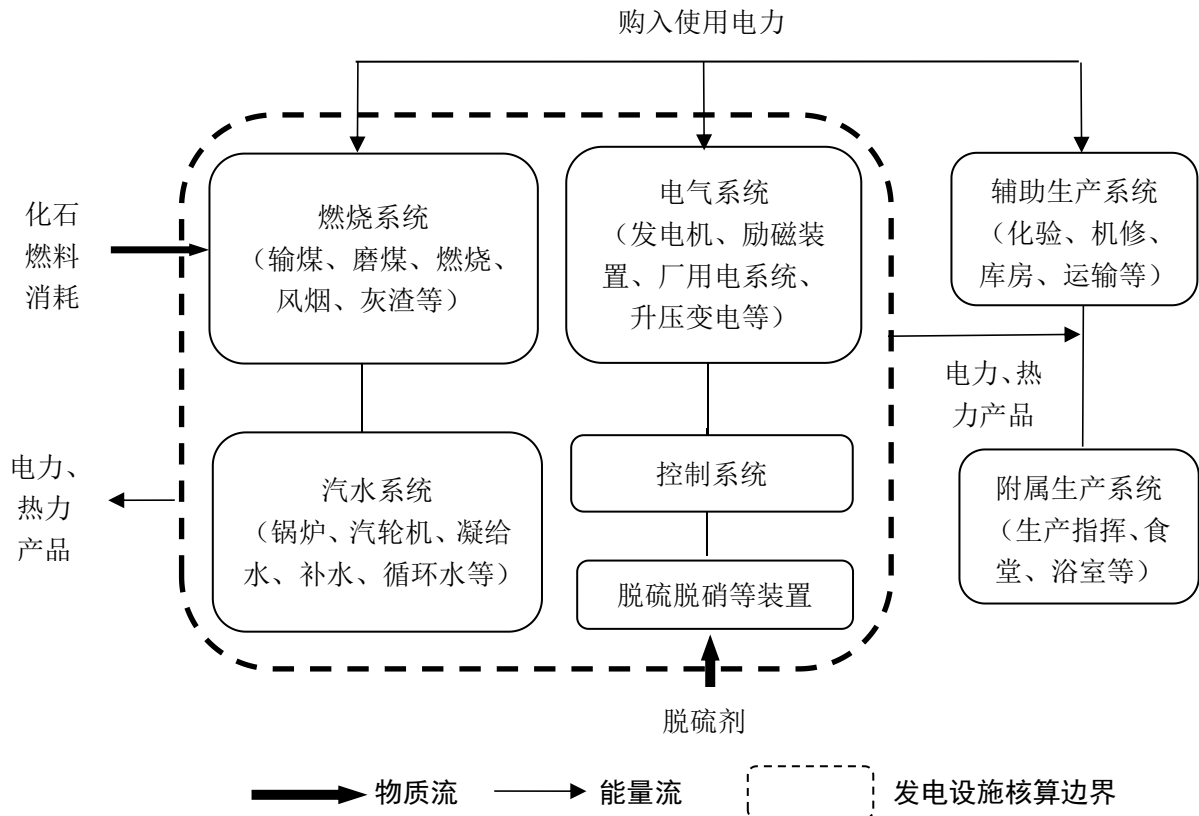 购入使用电力
化石
燃料
消耗
燃烧系统
（输煤、磨煤、燃烧、
风烟、灰渣等）
电气系统
（发电机、励磁装
置、厂用电系统、
升压变电等）
辅助生产系统
（化验、机修、
库房、运输等）
电力、热
力产品
电力、
热力
产品
汽水系统
（锅炉、汽轮机、凝给
水、补水、循环水等）
控制系统
脱硫脱硝等装置
附属生产系统
（生产指挥、食
堂、浴室等）
脱硫剂
物质流
能量流
发电设施核算边界